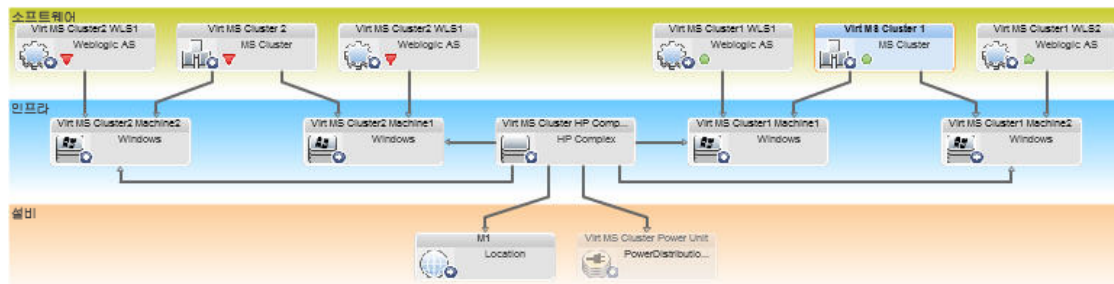 소프트웨어
Virt MS Cluster2 WLS1
Weblogic AS
Virt MS Cluster 2
MS Cluster
Virt MS Cluster2 WLS1
Weblogic AS
Virt MS Cluster1 WLS1
Weblogic AS
Virt MS Cluster 1
MS Cluster
Virt MS Cluster1 WLS2
Weblogic AS
인프라
Virt MS Cluster2 Machine2
Windows
Virt MS Cluster2 Machine1
Windows
Virt MS Cluster HP Comp...
HP Complex
Virt MS Cluster1 Machine1
Windows
Virt MS Cluster1 Machine2
Windows
설비
M1
Location
Virt MS Cluster Power Unit
PowerDistributio...